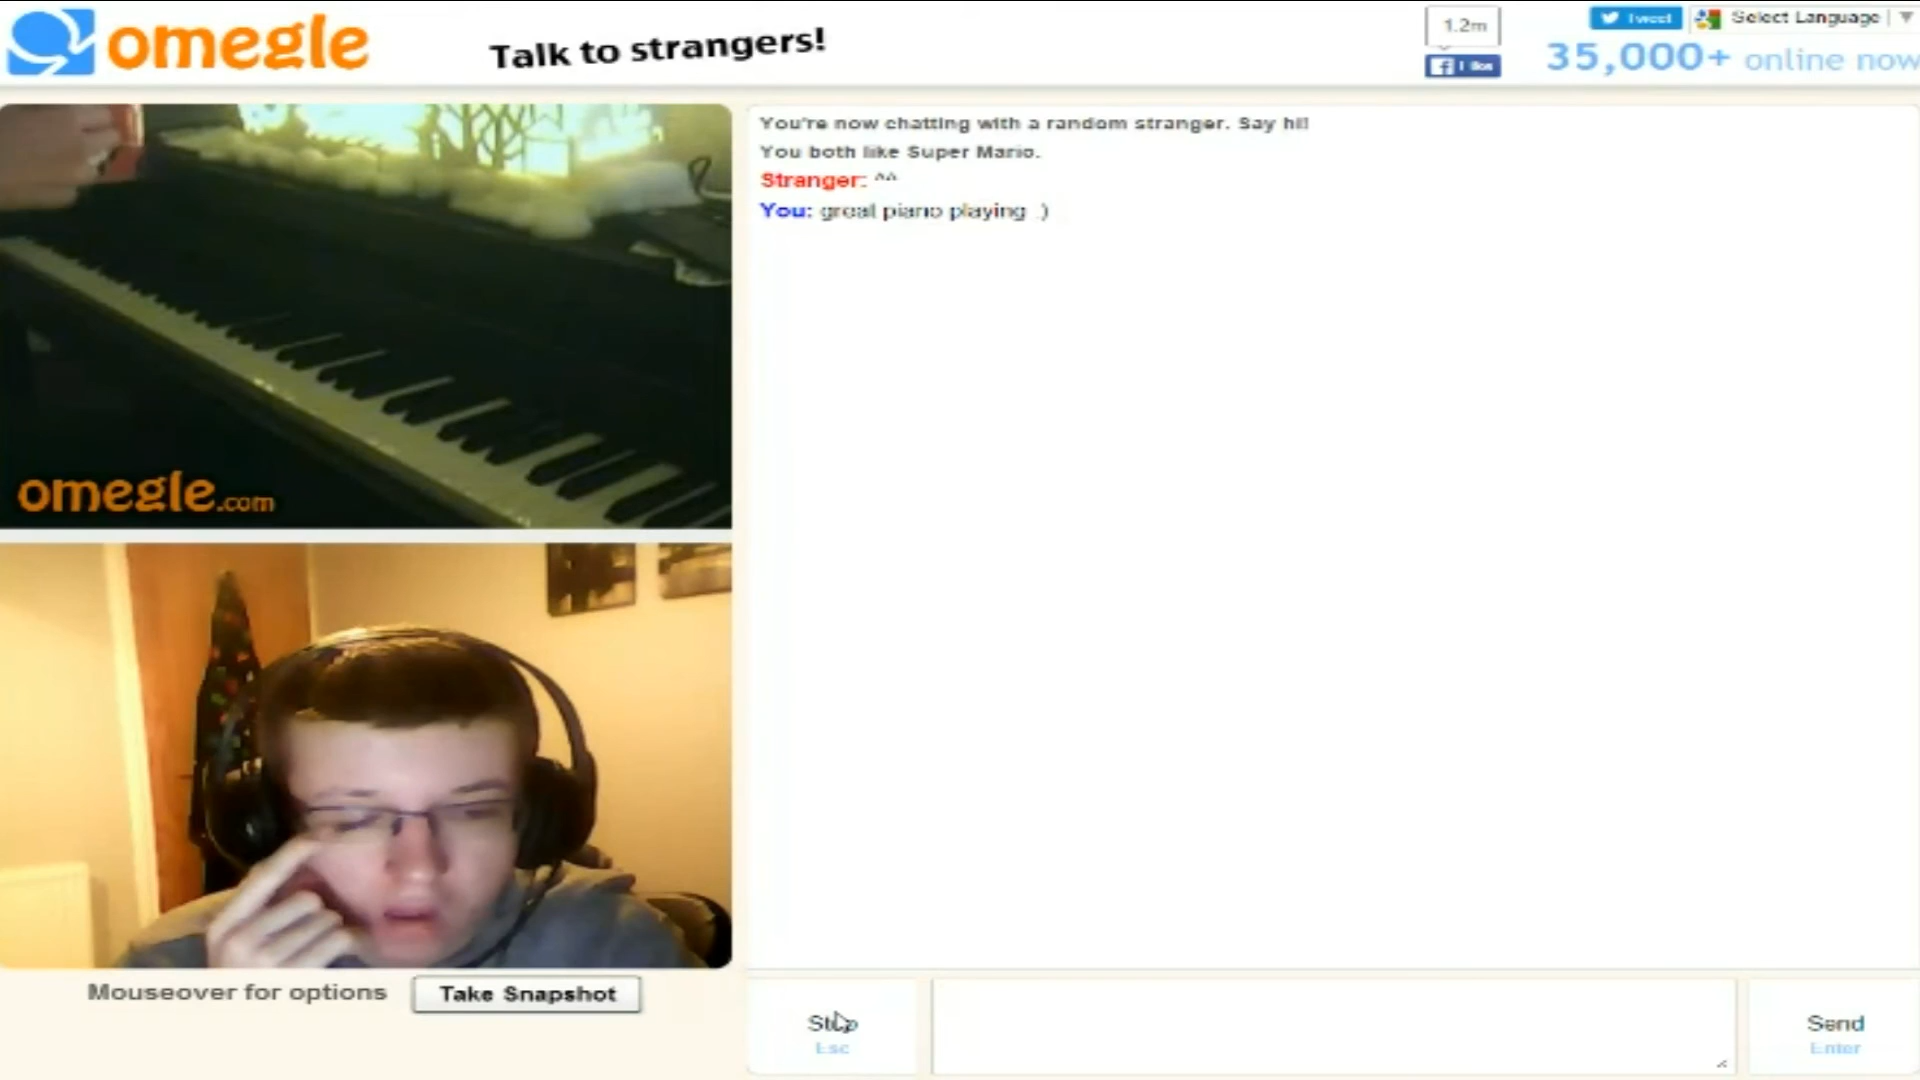 omegle
Talk to strangers!
1.2m
Tweet
Select Language
I like
35,000+ online now
You're now chatting with a random stranger. Say hi!
You both like Super Mario.
Stranger: ^^
You: great piano playing :)
omegle.com
Mouseover for options
Take Snapshot
Stop
Esc
Send
Enter